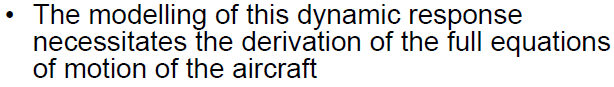 • The modelling of this dynamic response
necessitates the derivation of the full equations
of motion of the aircraft